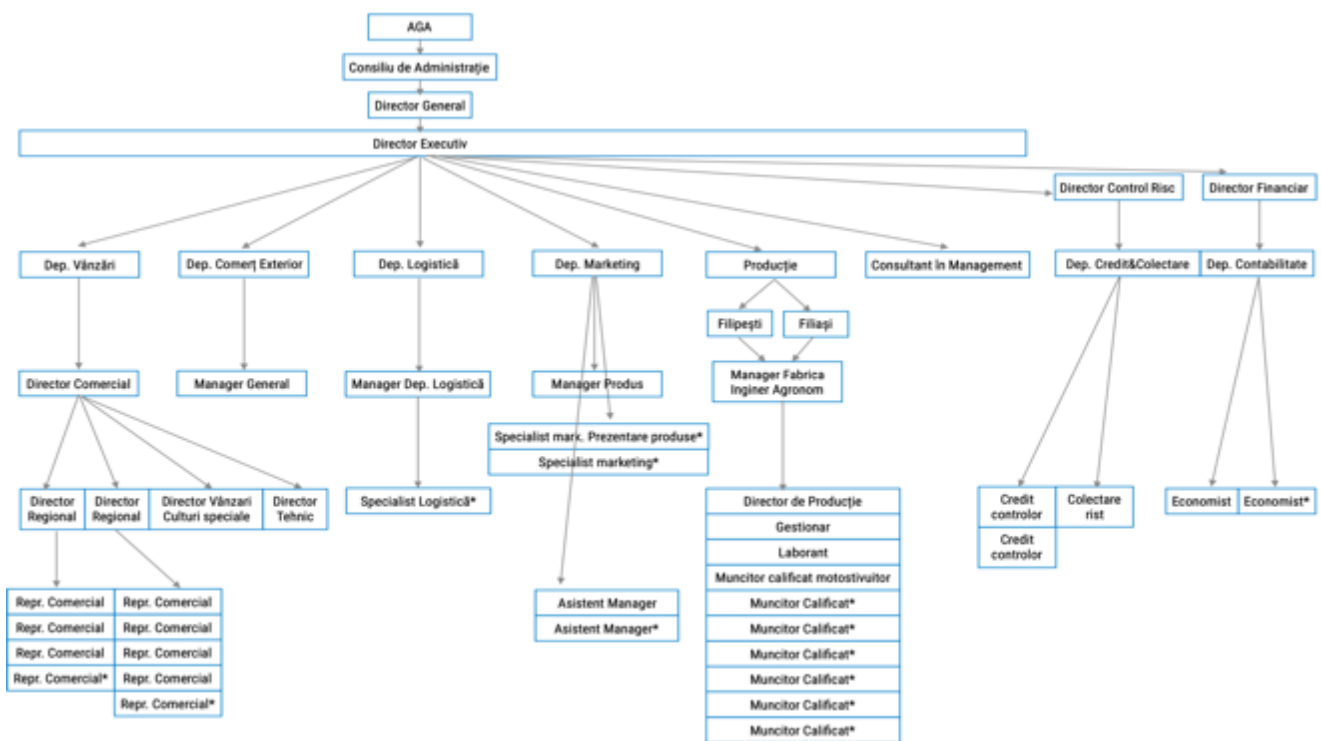 AGA
Consiliu de Administrație
Director General
Director Executiv
Director Control Risc
Director Financiar
Dep. Vânzări
Dep. Comerț Exterior
Dep. Logistică
Dep. Marketing
Producție
Consultant în Management
Dep. Credit&Colectare
Dep. Contabilitate
Filipești
Filiași
Director Comercial
Manager General
Manager Dep. Logistică
Manager Produs
Manager Fabrica
Inginer Agronom
Specialist mark. Prezentare produse*
Specialist marketing*
Director
Regional
Director
Regional
Director Vânzari
Culturi speciale
Director
Tehnic
Specialist Logistică*
Director de Producție
Gestionar
Laborant
Muncitor calificat motostivuitor
Muncitor Calificat*
Muncitor Calificat*
Muncitor Calificat*
Muncitor Calificat*
Muncitor Calificat*
Muncitor Calificat*
Credit
controlor
Credit
controlor
Colectare
rist
Economist
Economist*
Repr. Comercial
Repr. Comercial
Repr. Comercial
Repr. Comercial*
Repr. Comercial
Repr. Comercial
Repr. Comercial
Repr. Comercial
Repr. Comercial*
Asistent Manager
Asistent Manager*